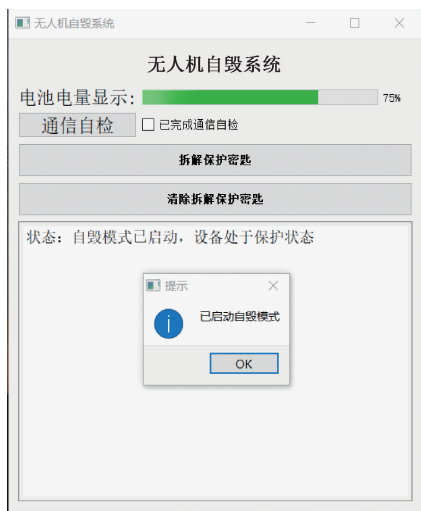 无人机自毁系统
无人机自毁系统
电池电量显示: 75%
通信自检 已完成通信自检
拆解保护密匙
清除拆解保护密匙
状态：自毁模式已启动，设备处于保护状态
提示
已启动自毁模式
OK